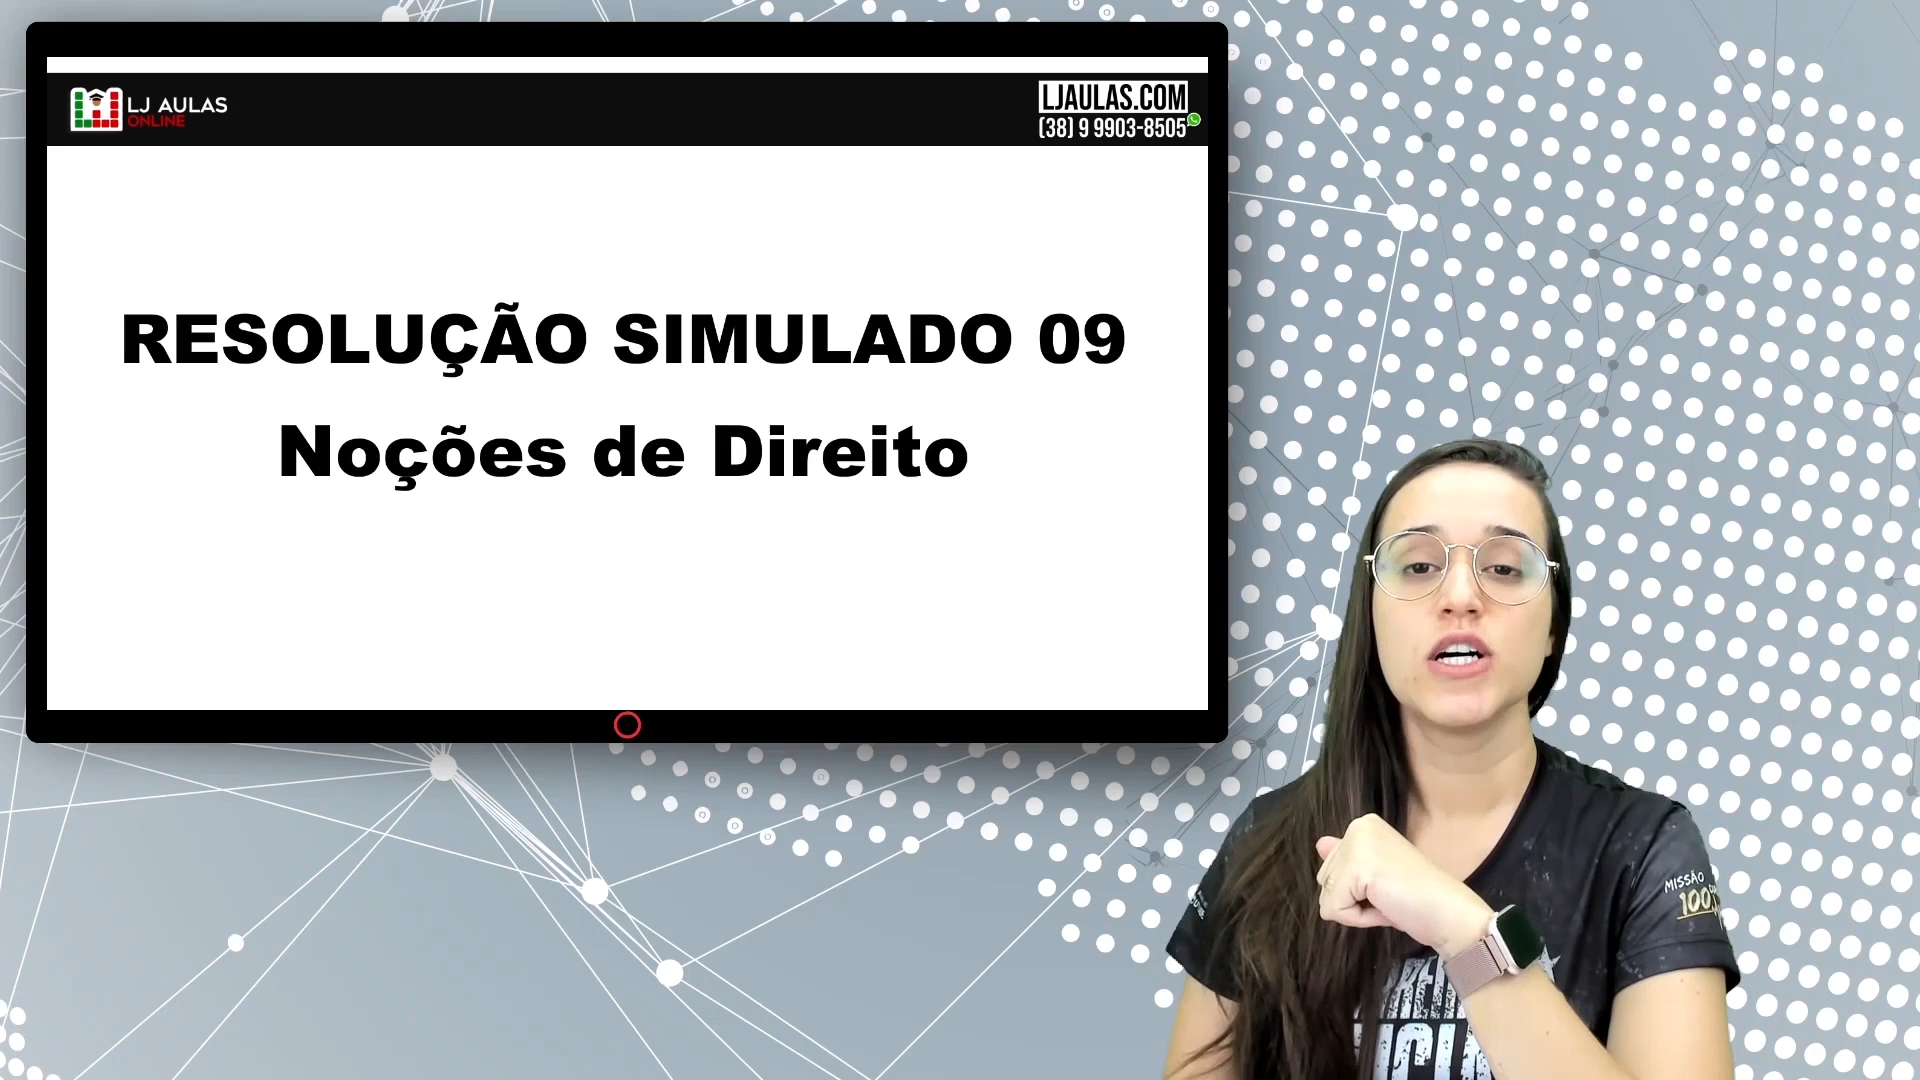 LJ AULAS
ONLINE
LJAULAS.COM
(38) 9 9903-8505
RESOLUÇÃO SIMULADO 09
Noções de Direito
MISSÃO
100